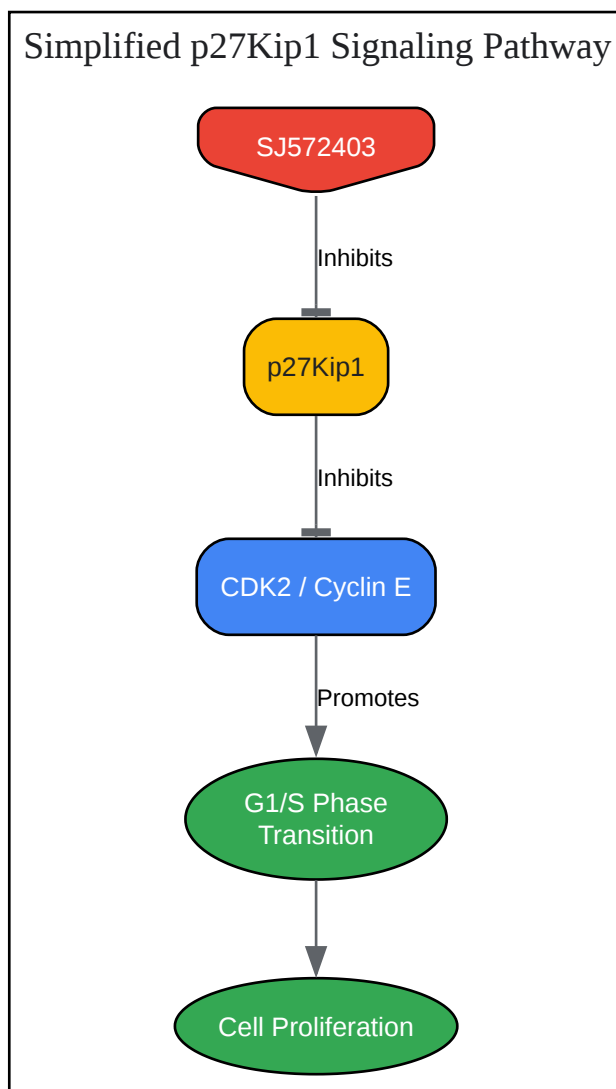 Simplified p27Kip1 Signaling Pathway
SJ572403
Inhibits
p27Kip1
Inhibits
CDK2 / Cyclin E
Promotes
G1/S Phase
Transition
Cell Proliferation